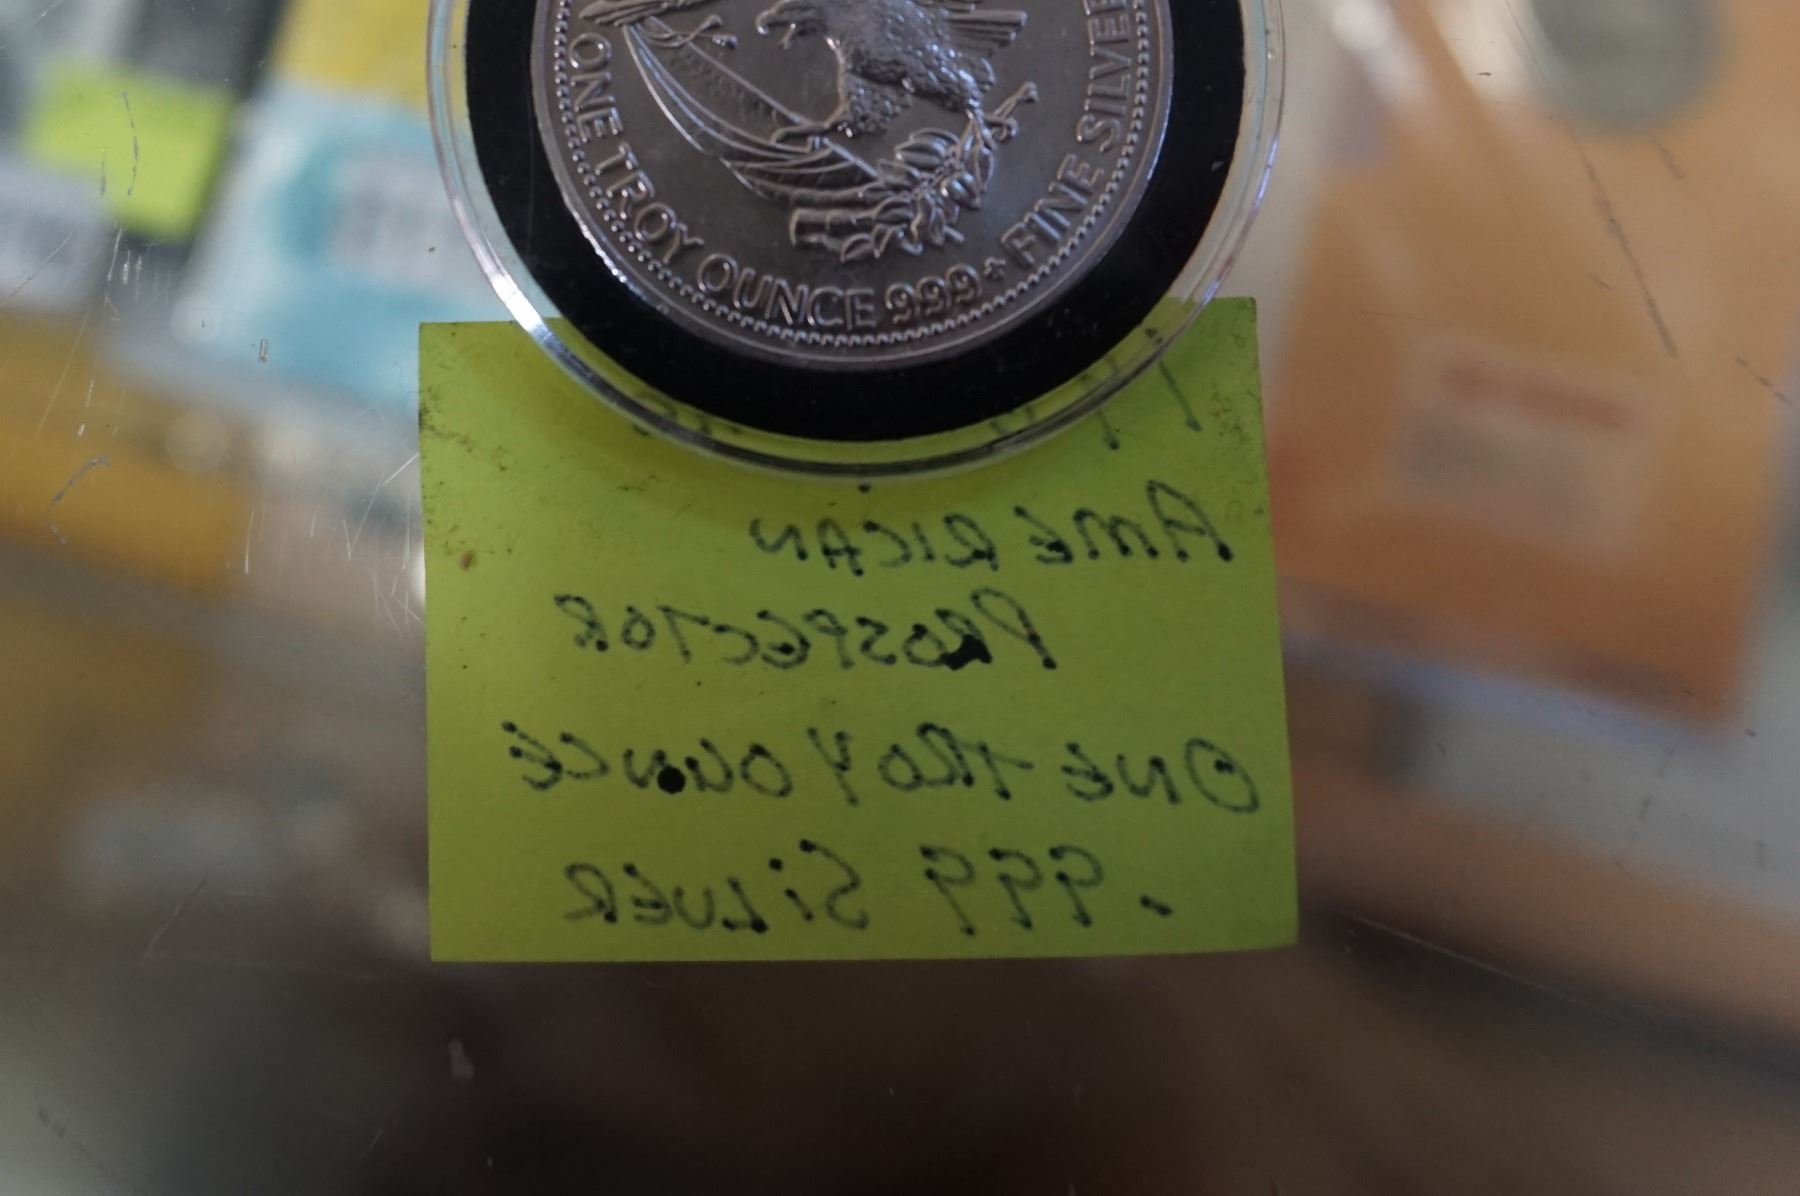 ONE TROY OUNCE 999 + FINE SILVER
AMERICAN
PROSPECTOR
ONE TROY OUNCE
.999 SILVER